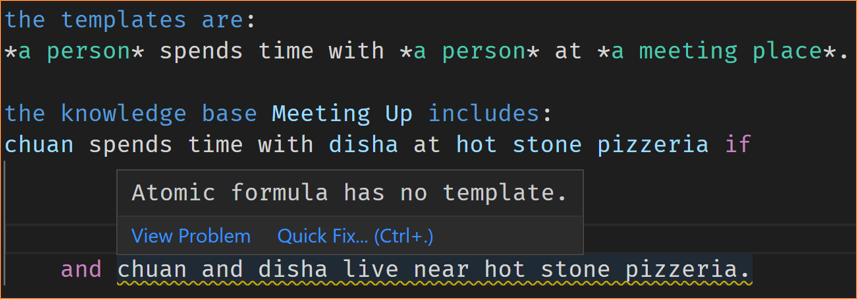 the templates are:
*a person* spends time with *a person* at *a meeting place*.
the knowledge base Meeting Up includes:
chuan spends time with disha at hot stone pizzeria if
Atomic formula has no template.
View Problem Quick Fix... (Ctrl+.)
and chuan and disha live near hot stone pizzeria.